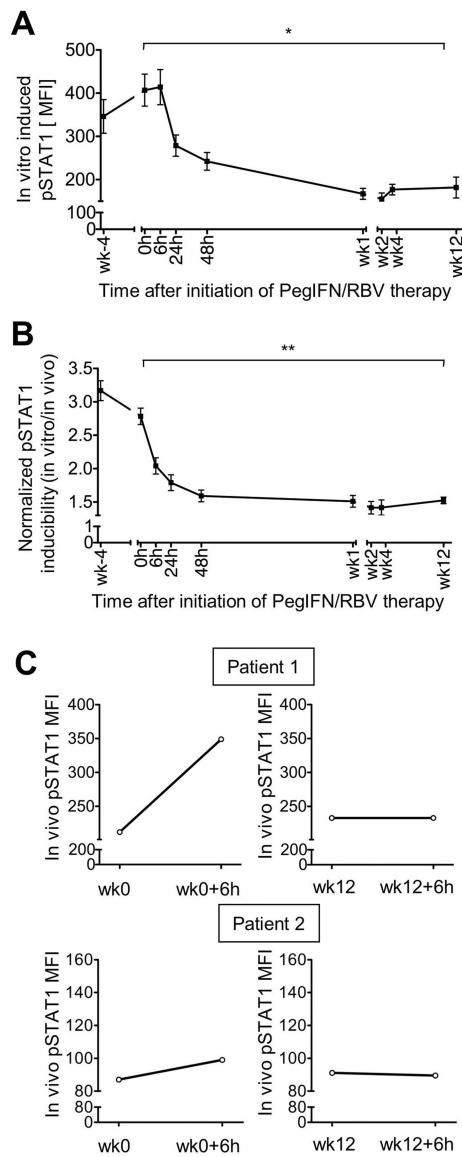 A
In vitro induced
pSTAT1 [ MFI]
500
400
300
200
100
0
*
wk-4
0h
6h
24h
48h
wk1
wk2
wk4
wk12
Time after initiation of PegIFN/RBV therapy
B
Normalized pSTAT1
inducibility (in vitro/in vivo)
3.5
3.0
2.5
2.0
1.5
1
0
**
wk-4
0h
6h
24h
48h
wk1
wk2
wk4
wk12
Time after initiation of PegIFN/RBV therapy
C
Patient 1
In vivo pSTAT1 MFI
400
350
300
250
200
0
wk0
wk0+6h
In vivo pSTAT1 MFI
400
350
300
250
200
0
wk12
wk12+6h
Patient 2
In vivo pSTAT1 MFI
160
140
120
100
80
80
0
wk0
wk0+6h
In vivo pSTAT1 MFI
160
140
120
100
80
80
0
wk12
wk12+6h